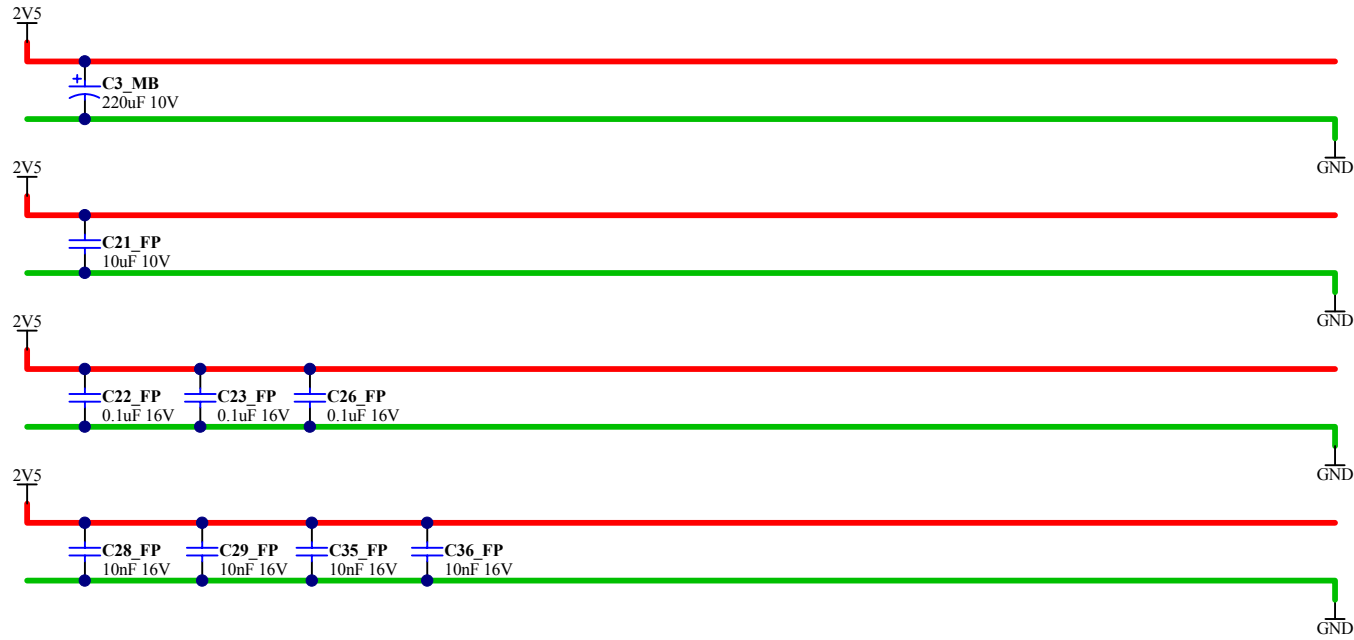 2V5
C3_MB
220uF 10V
GND
2V5
C21_FP
10uF 10V
GND
2V5
C22_FP C23_FP C26_FP
0.1uF 16V 0.1uF 16V 0.1uF 16V
GND
2V5
C28_FP C29_FP C35_FP C36_FP
10nF 16V 10nF 16V 10nF 16V 10nF 16V
GND